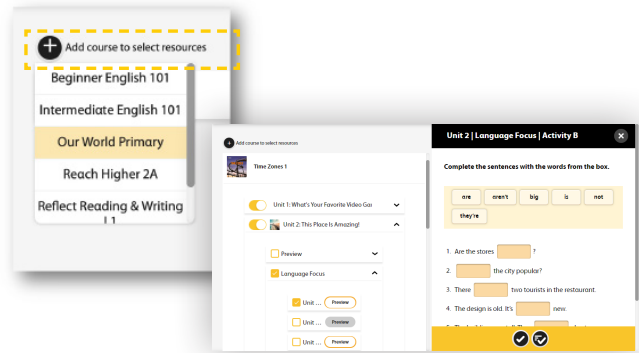 Add course to select resources
Beginner English 101
Intermediate English 101
Our World Primary
Reach Higher 2A
Reflect Reading & Writing
L1
Add course to select resources
Time Zones 1
Unit 1: What's Your Favorite Video Gar
Unit 2: This Place Is Amazing!
Preview
Language Focus
Unit ... Preview
Unit ... Preview
Unit ... Preview
Unit 2 | Language Focus | Activity B
Complete the sentences with the words from the box.
are aren't big is not
they're
1. Are the stores ?
2. the city popular?
3. There two tourists in the restaurant.
4. The design is old. It's new.